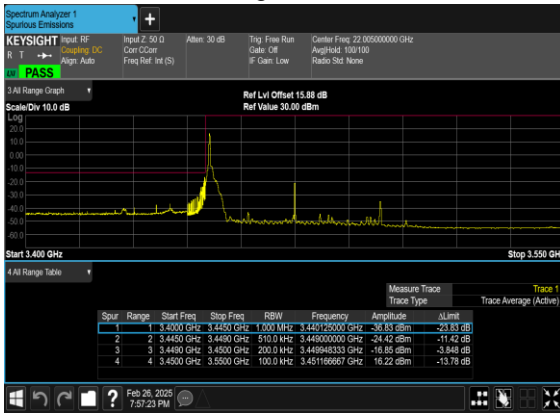 Spectrum Analyzer 1
Spurious Emissions
+
KEYSIGHT Input: RF Input Z: 50 Ω Atten: 30 dB Trig: Free Run Center Freq: 22.005000000 GHz
R T Coupling: DC Corr CCorr Gate: Off Avg|Hold: 100/100
Align: Auto Freq Ref: Int (S) IF Gain: Low Radio Std: None
PASS
3 All Range Graph Ref Lvl Offset 15.88 dB
Scale/Div 10.0 dB Ref Value 30.00 dBm
Log
20.0
10.0
0.00
-10.0
-20.0
-30.0
-40.0
-50.0
-60.0
Start 3.400 GHz Stop 3.550 GH
4 All Range Table
Measure Trace Trace 1
Trace Type Trace Average (Active)
Spur Range Start Freq Stop Freq RBW Frequency Amplitude ΔLimit
1 1 3.4000 GHz 3.4450 GHz 1.000 MHz 3.440125000 GHz -36.83 dBm -23.83 dB
2 2 3.4450 GHz 3.4490 GHz 510.0 kHz 3.449000000 GHz -24.42 dBm -11.42 dB
3 3 3.4490 GHz 3.4500 GHz 200.0 kHz 3.449948333 GHz -16.85 dBm -3.848 dB
4 4 3.4500 GHz 3.5500 GHz 100.0 kHz 3.451166667 GHz 16.22 dBm -13.78 dB
? Feb 26, 2025
7:57:23 PM